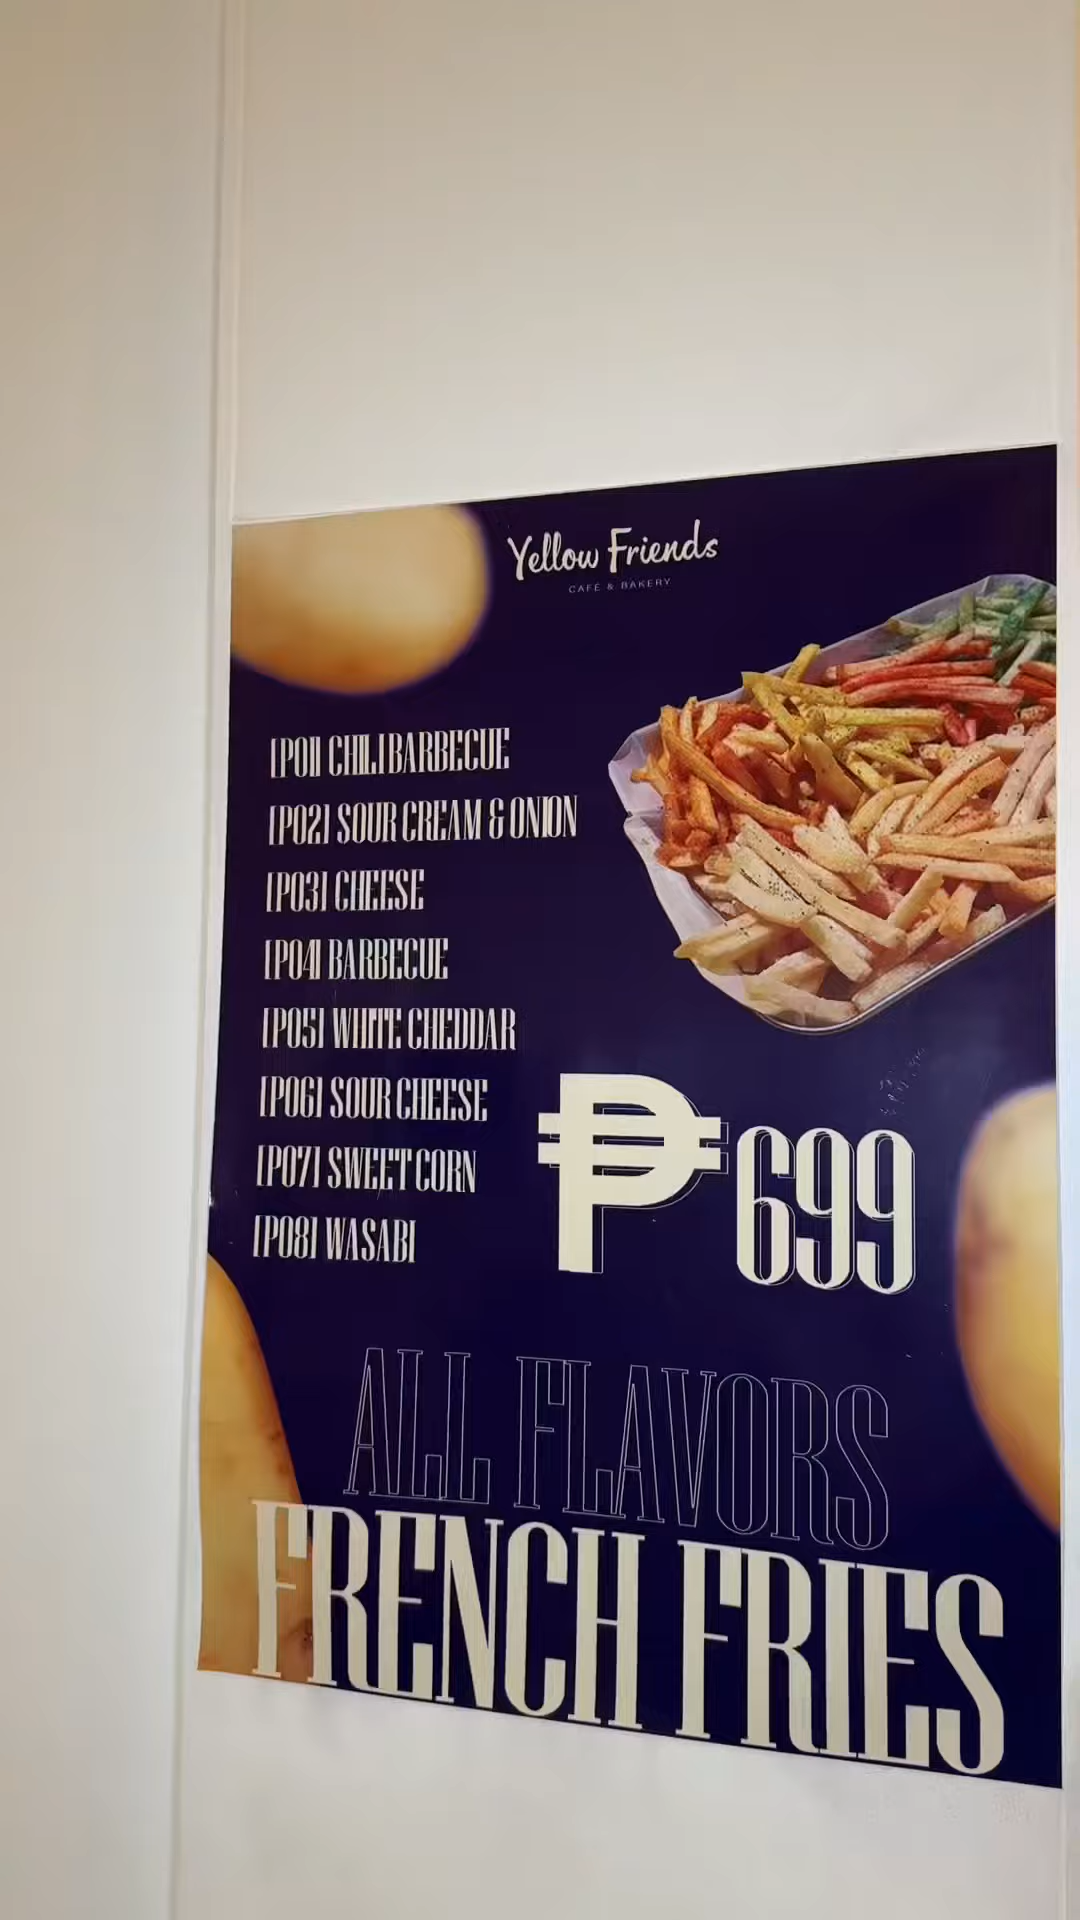 Yellow Friends
CAFÉ & BAKERY
[P01] CHILI BARBECUE
[P02] SOUR CREAM & ONION
[P03] CHEESE
[P04] BARBECUE
[P05] WHITE CHEDDAR
[P06] SOUR CHEESE
[P07] SWEET CORN
[P08] WASABI
₱699
ALL FLAVORS
FRENCH FRIES